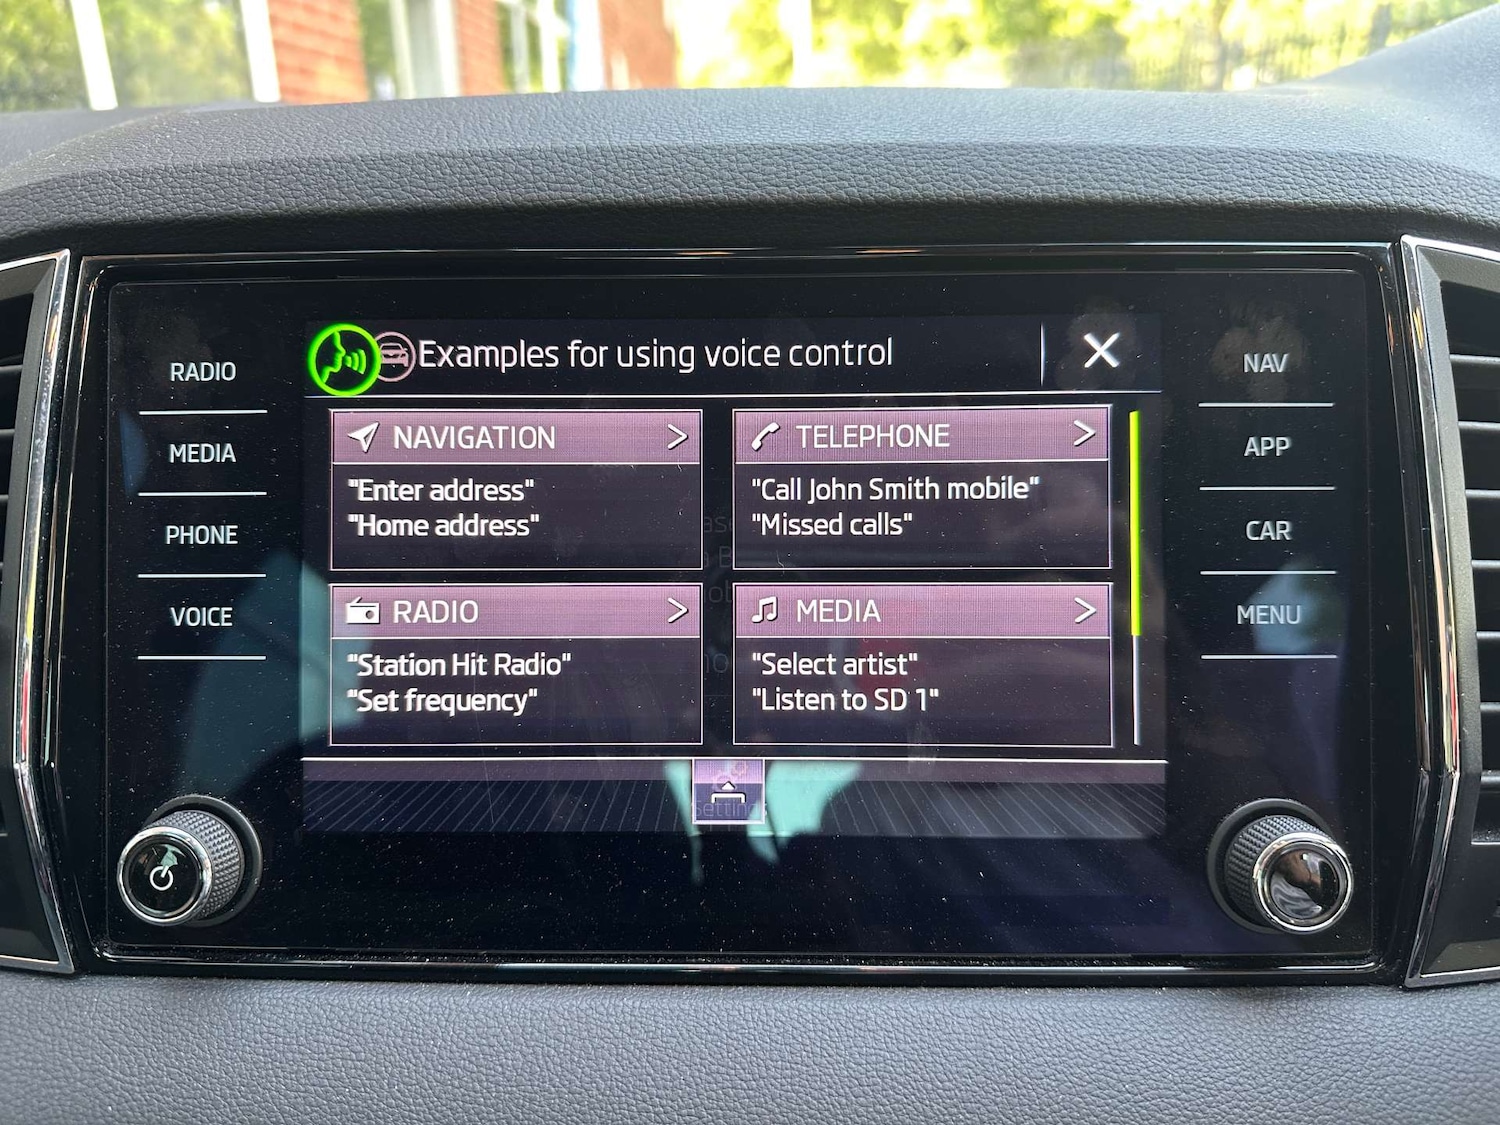 Examples for using voice control
RADIO
MEDIA
PHONE
VOICE
NAVIGATION
"Enter address"
"Home address"
TELEPHONE
"Call John Smith mobile"
"Missed calls"
RADIO
"Station Hit Radio"
"Set frequency"
MEDIA
"Select artist"
"Listen to SD 1"
Settings
NAV
APP
CAR
MENU